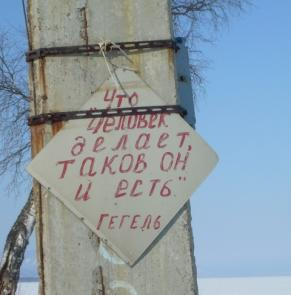 Что
"Человек
делает,
таков он
и есть."
Гегель